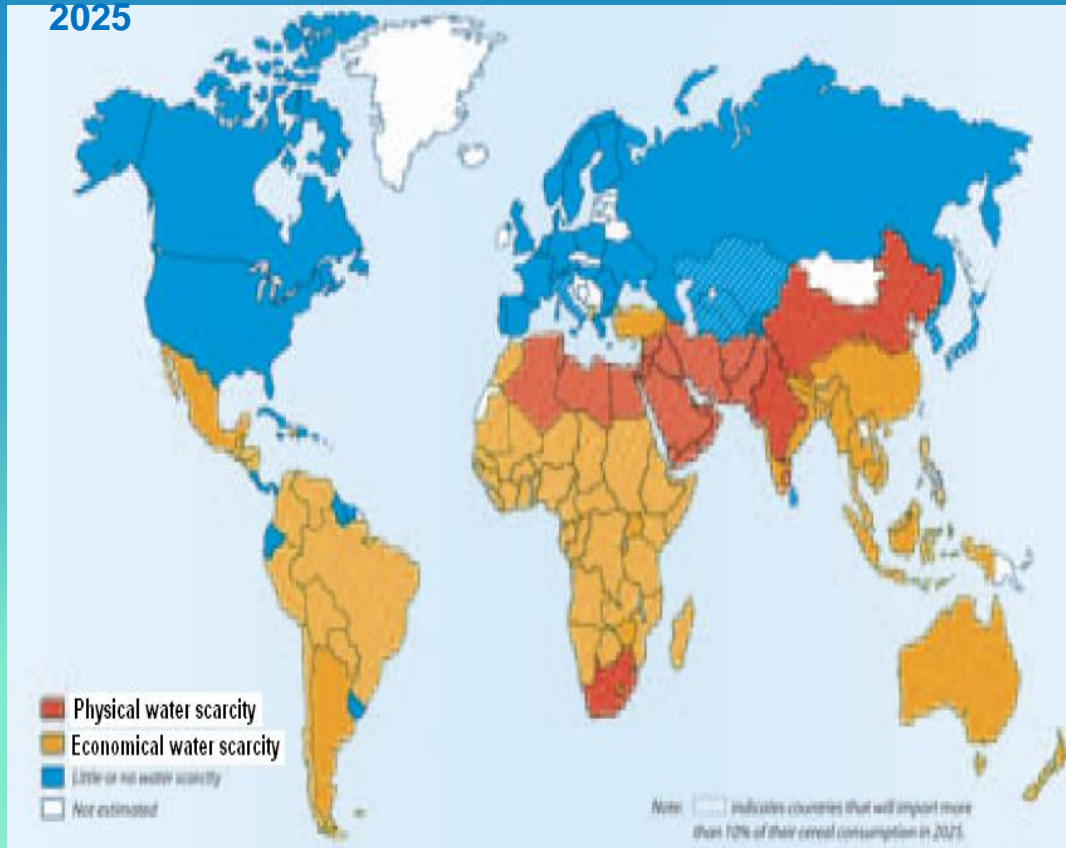 2025
Physical water scarcity
Economical water scarcity
Little or no water scarcity
Not estimated
Note: indicates countries that will import more
than 10% of their cereal consumption in 2025.